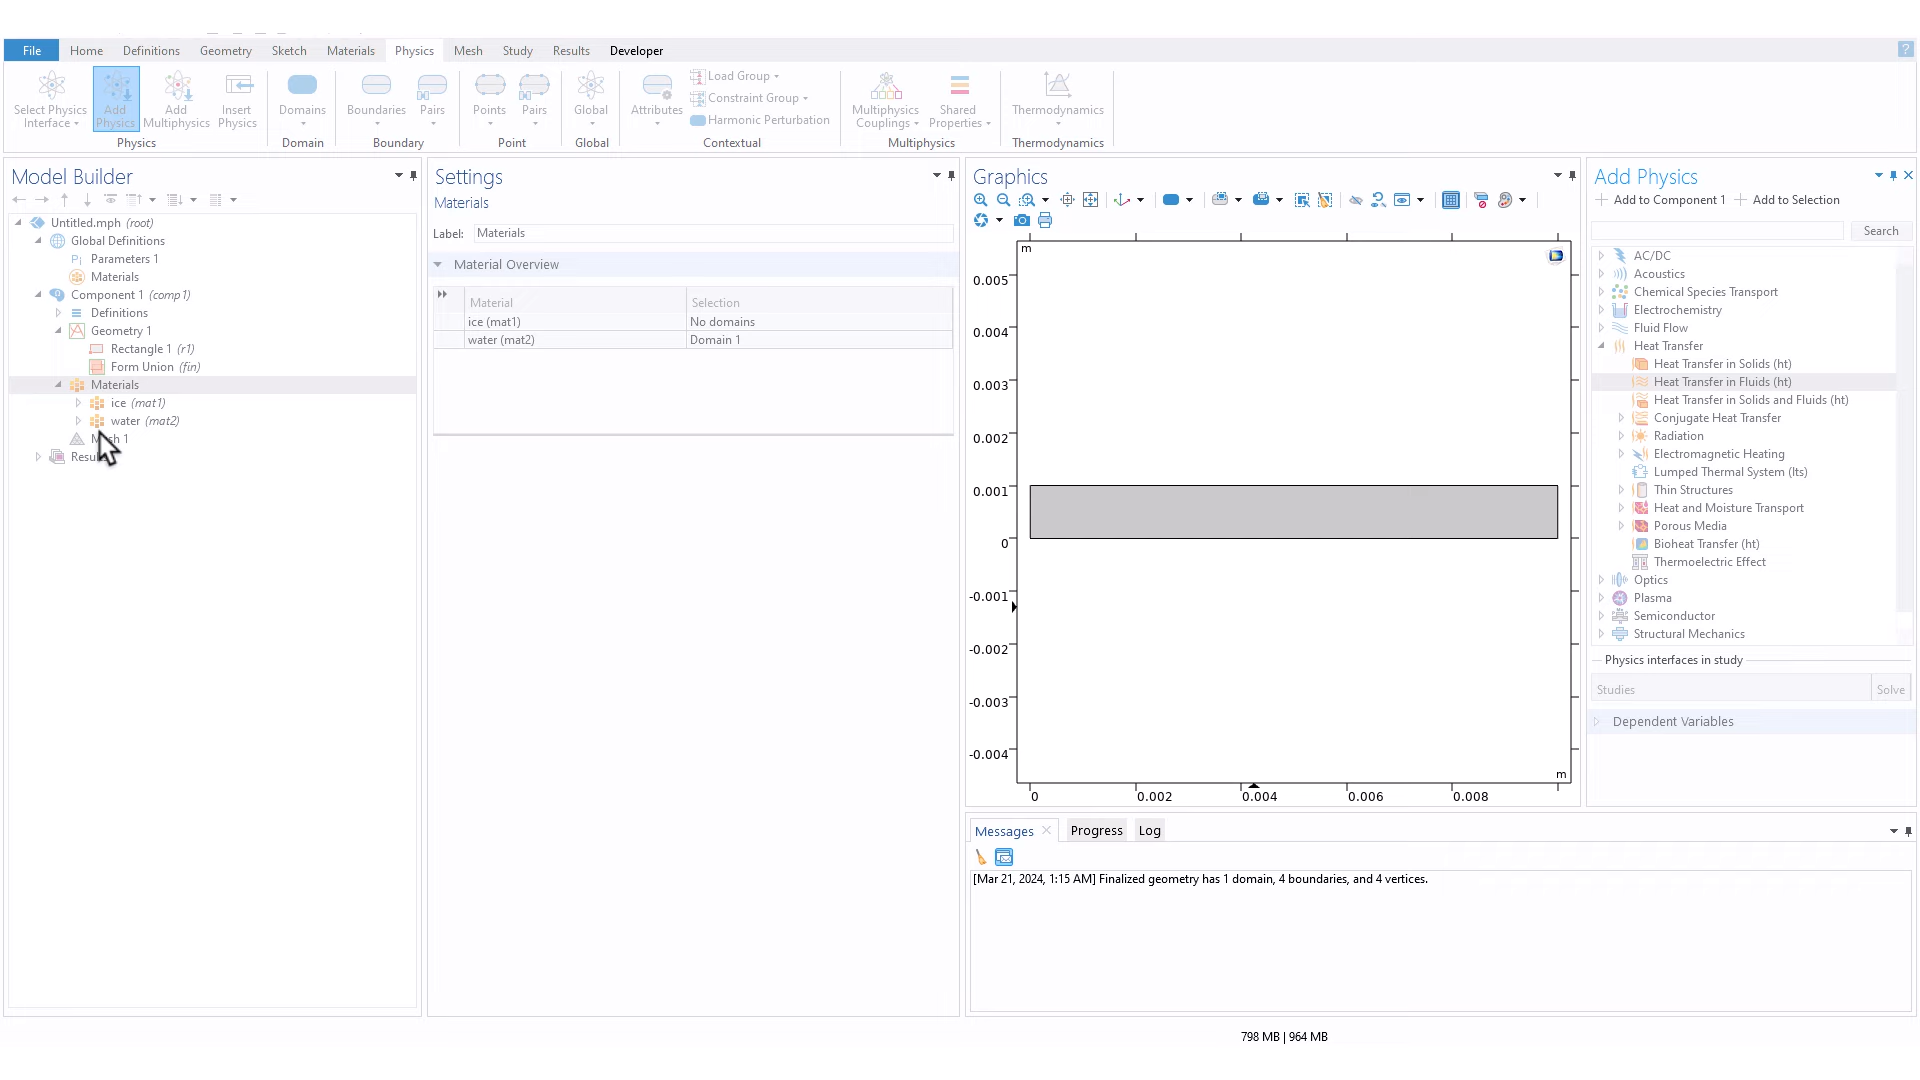 File Home Definitions Geometry Sketch Materials Physics Mesh Study Results Developer ?
Select Physics Interface
Add Physics
Add Multiphysics
Insert Physics
Physics
Domains
Domain
Boundaries
Pairs
Boundary
Points
Pairs
Point
Global
Global
Attributes
Load Group
Constraint Group
Harmonic Perturbation
Contextual
Multiphysics Couplings
Shared Properties
Multiphysics
Thermodynamics
Thermodynamics
Model Builder
Untitled.mph (root)
Global Definitions
Pi Parameters 1
Materials
Component 1 (comp1)
Definitions
Geometry 1
Rectangle 1 (r1)
Form Union (fin)
Materials
ice (mat1)
water (mat2)
1
Settings
Materials
Label: Materials
Material Overview
Material Selection
ice (mat1) No domains
water (mat2) Domain 1
Graphics
m
0.005
0.004
0.003
0.002
0.001
0
-0.001
-0.002
-0.003
-0.004
m
0 0.002 0.004 0.006 0.008
Messages Progress Log
[Mar 21, 2024, 1:15 AM] Finalized geometry has 1 domain, 4 boundaries, and 4 vertices.
798 MB | 964 MB
Add Physics
Add to Component 1 Add to Selection
Search
AC/DC
Acoustics
Chemical Species Transport
Electrochemistry
Fluid Flow
Heat Transfer
Heat Transfer in Solids (ht)
Heat Transfer in Fluids (ht)
Heat Transfer in Solids and Fluids (ht)
Conjugate Heat Transfer
Radiation
Electromagnetic Heating
Lumped Thermal System (lts)
Thin Structures
Heat and Moisture Transport
Porous Media
Bioheat Transfer (ht)
Thermoelectric Effect
Optics
Plasma
Semiconductor
Structural Mechanics
Physics interfaces in study
Studies Solve
Dependent Variables